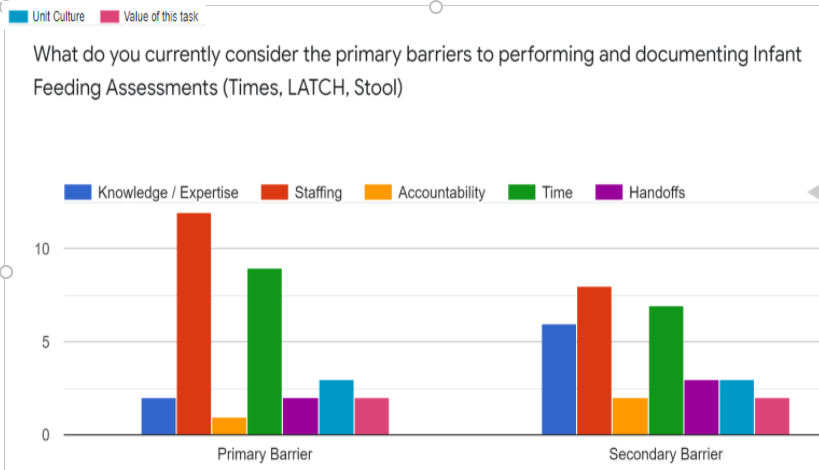 Unit Culture Value of this task
What do you currently consider the primary barriers to performing and documenting Infant
Feeding Assessments (Times, LATCH, Stool)
Knowledge / Expertise Staffing Accountability Time Handoffs
10
5
0
Primary Barrier Secondary Barrier